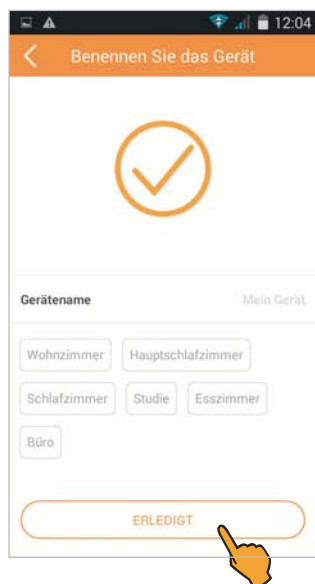 12:04
Benennen Sie das Gerät
Gerätename Mein Gerät
Wohnzimmer Hauptschlafzimmer
Schlafzimmer Studie Esszimmer
Büro
ERLEDIGT